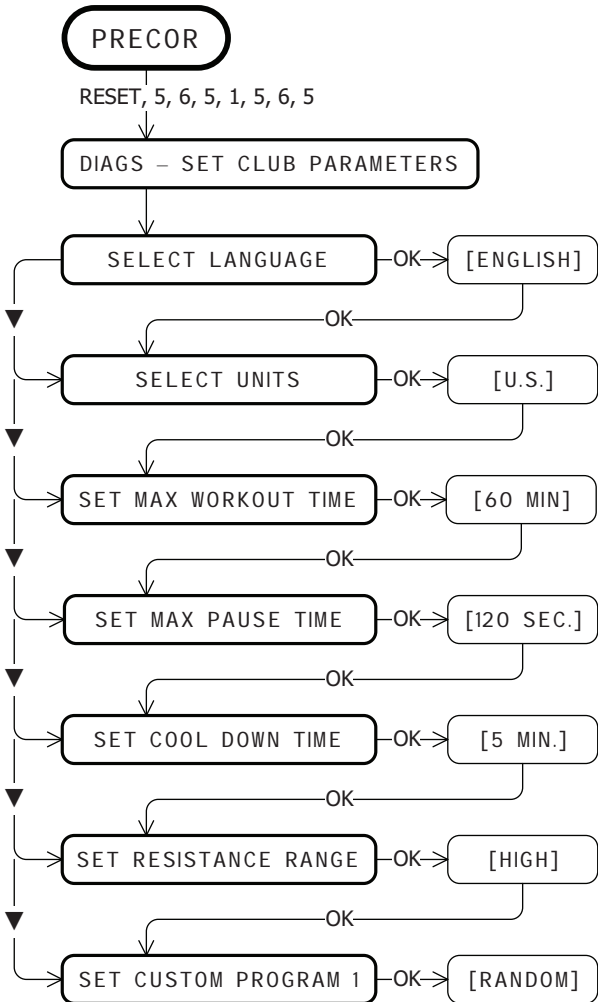 PRECOR
RESET, 5, 6, 5, 1, 5, 6, 5
DIAGS – SET CLUB PARAMETERS
SELECT LANGUAGE OK [ENGLISH]
OK
SELECT UNITS OK [U.S.]
OK
SET MAX WORKOUT TIME OK [60 MIN]
OK
SET MAX PAUSE TIME OK [120 SEC.]
OK
SET COOL DOWN TIME OK [5 MIN.]
OK
SET RESISTANCE RANGE OK [HIGH]
OK
SET CUSTOM PROGRAM 1 OK [RANDOM]